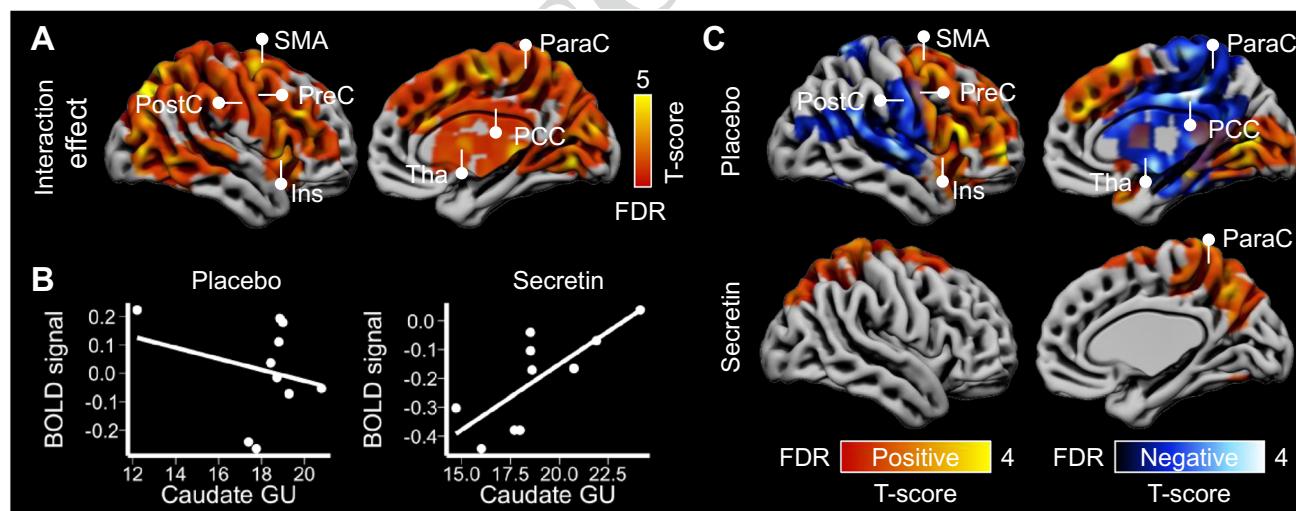 A
Interaction
effect
SMA
PostC
PreC
Ins
ParaC
PCC
Tha
5
T-score
FDR
B
Placebo
BOLD signal
0.2
0.1
0.0
-0.1
-0.2
12 14 16 18 20
Caudate GU
Secretin
BOLD signal
0.0
-0.1
-0.2
-0.3
-0.4
15.0 17.5 20.0 22.5
Caudate GU
C
Placebo
SMA
PostC
PreC
Ins
ParaC
PCC
Tha
Secretin
ParaC
FDR Positive 4
T-score
FDR Negative 4
T-score